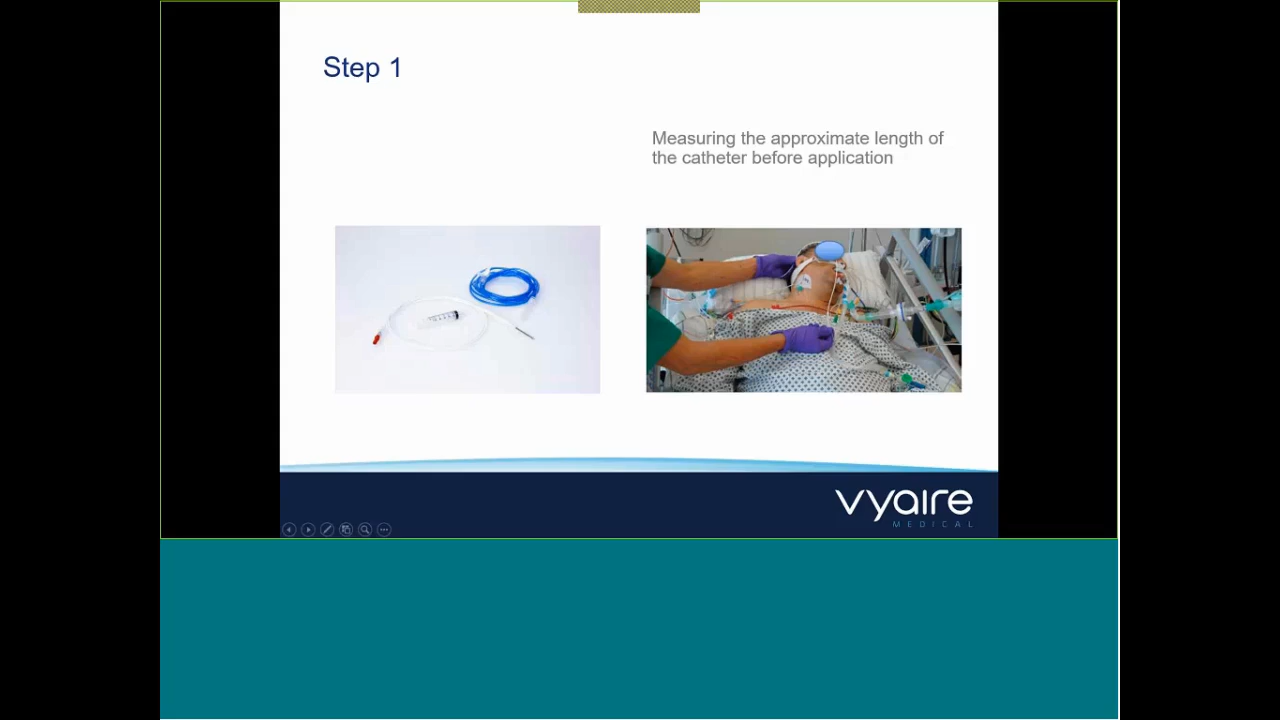 Step 1
Measuring the approximate length of
the catheter before application
vyaire
MEDICAL